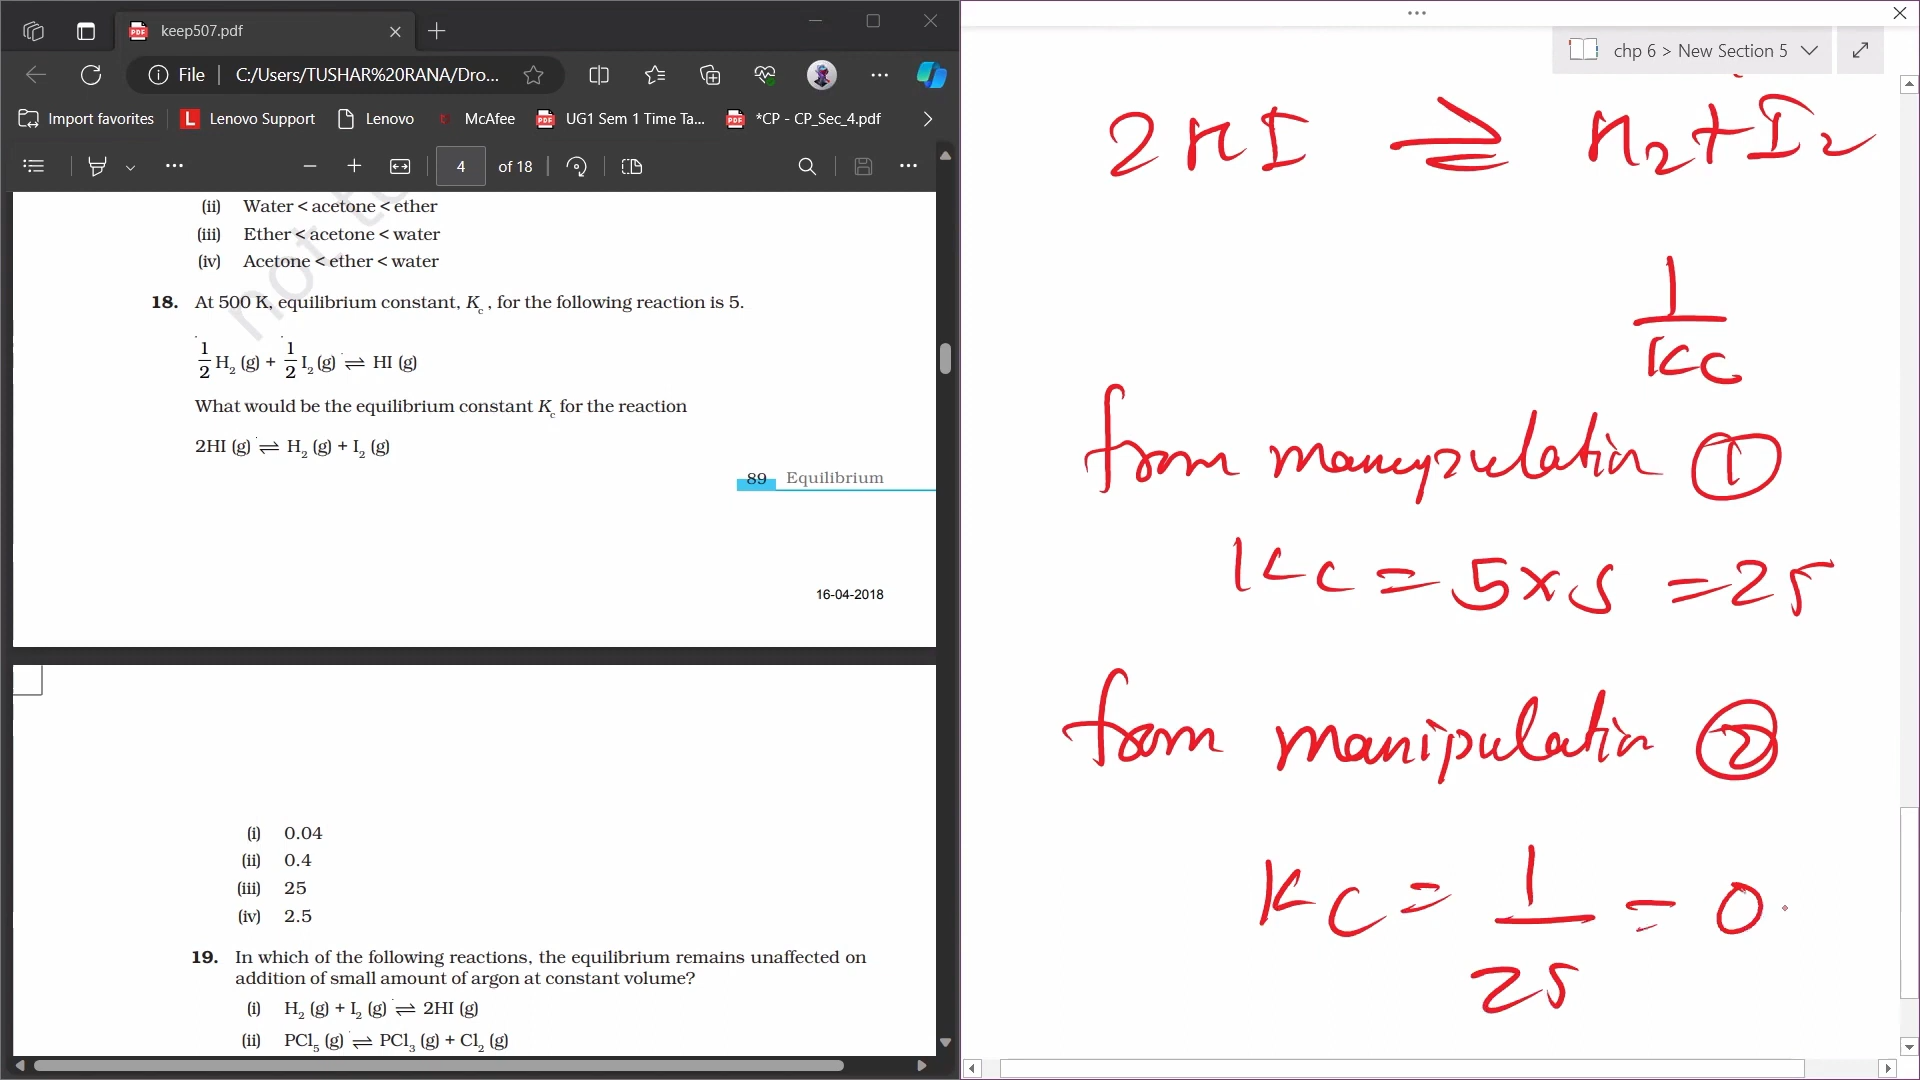 keep507.pdf
File C:/Users/TUSHAR%20RANA/Dro...
Import favorites Lenovo Support Lenovo McAfee UG1 Sem 1 Time Ta... *CP - CP_Sec_4.pdf
4 of 18
(ii) Water < acetone < ether
(iii) Ether < acetone < water
(iv) Acetone < ether < water
18. At 500 K, equilibrium constant, Kc, for the following reaction is 5.
1/2 H2 (g) + 1/2 I2 (g) ⇌ HI (g)
What would be the equilibrium constant Kc for the reaction
2HI (g) ⇌ H2 (g) + I2 (g)
89 Equilibrium
16-04-2018
(i) 0.04
(ii) 0.4
(iii) 25
(iv) 2.5
19. In which of the following reactions, the equilibrium remains unaffected on
addition of small amount of argon at constant volume?
(i) H2 (g) + I2 (g) ⇌ 2HI (g)
(ii) PCl5 (g) ⇌ PCl3 (g) + Cl2 (g)
chp 6 > New Section 5
2HI ⇌ H2+I2
1/Kc
from manipulation 1
Kc = 5x5 = 25
from manipulation 2
Kc = 1/25 = 0.